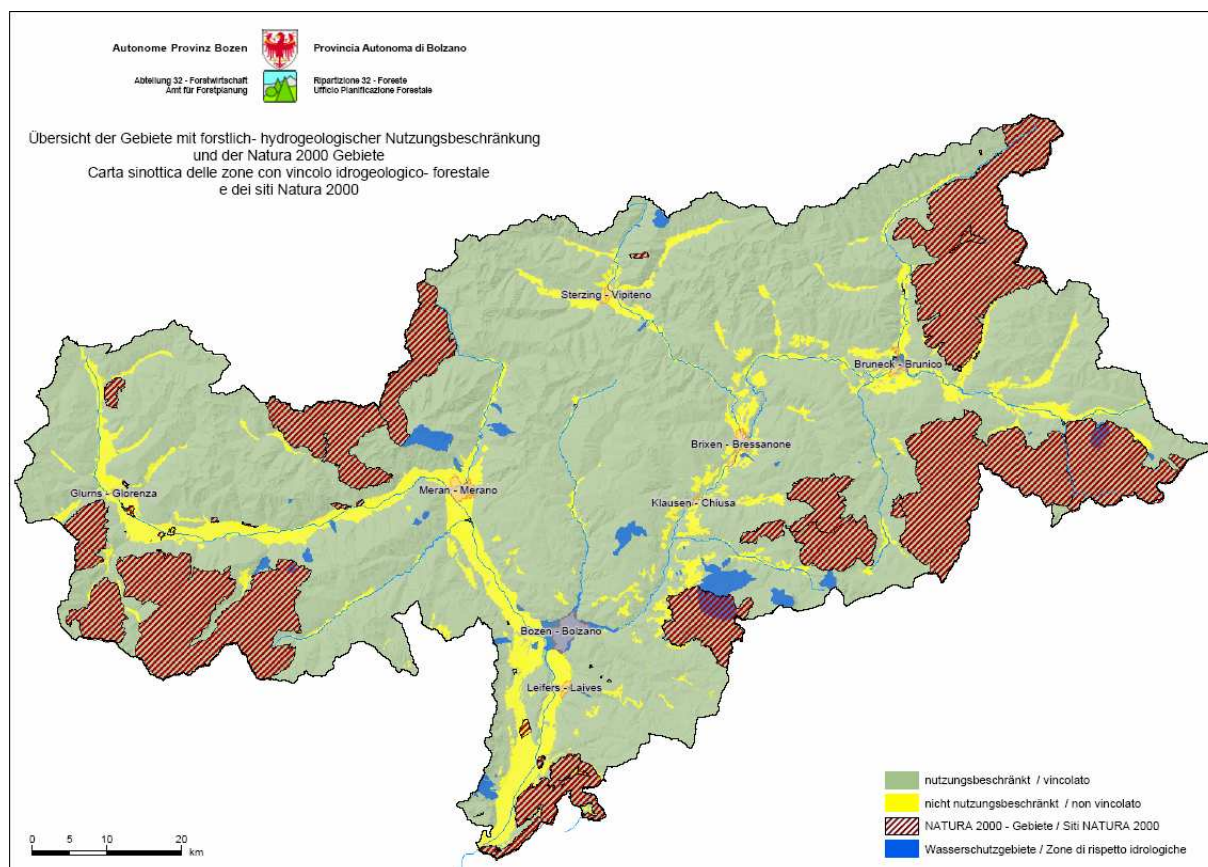 Autonome Provinz Bozen
Provincia Autonoma di Bolzano
Abteilung 32 - Forstwirtschaft
Amt für Forstplanung
Ripartizione 32 - Foreste
Ufficio Pianificazione Forestale
Übersicht der Gebiete mit forstlich- hydrogeologischer Nutzungsbeschränkung
und der Natura 2000 Gebiete
Carta sinottica delle zone con vincolo idrogeologico- forestale
e dei siti Natura 2000
Sterzing - Vipiteno
Bruneck - Brunico
Brixen - Bressanone
Glurns - Glorenza
Meran - Merano
Klausen - Chiusa
Bozen - Bolzano
Leifers - Laives
nutzungsbeschränkt / vincolato
nicht nutzungsbeschränkt / non vincolato
NATURA 2000 - Gebiete / Siti NATURA 2000
Wasserschutzgebiete / Zone di rispetto idrologiche
0 5 10 20
km